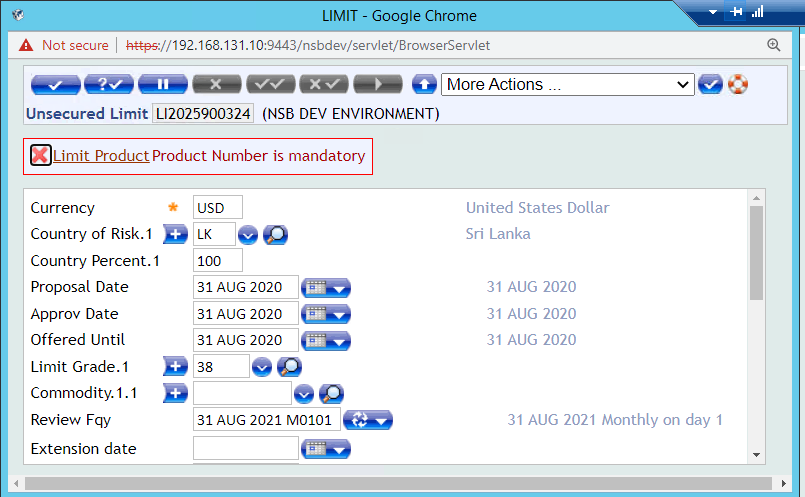 LIMIT - Google Chrome
Not secure https://192.168.131.10:9443/nsbdev/servlet/BrowserServlet
More Actions ...
Unsecured Limit LI2025900324 (NSB DEV ENVIRONMENT)
Limit Product Product Number is mandatory
Currency * USD United States Dollar
Country of Risk.1 LK Sri Lanka
Country Percent.1 100
Proposal Date 31 AUG 2020 31 AUG 2020
Approv Date 31 AUG 2020 31 AUG 2020
Offered Until 31 AUG 2020 31 AUG 2020
Limit Grade.1 38
Commodity.1.1
Review Fqy 31 AUG 2021 M0101 31 AUG 2021 Monthly on day 1
Extension date